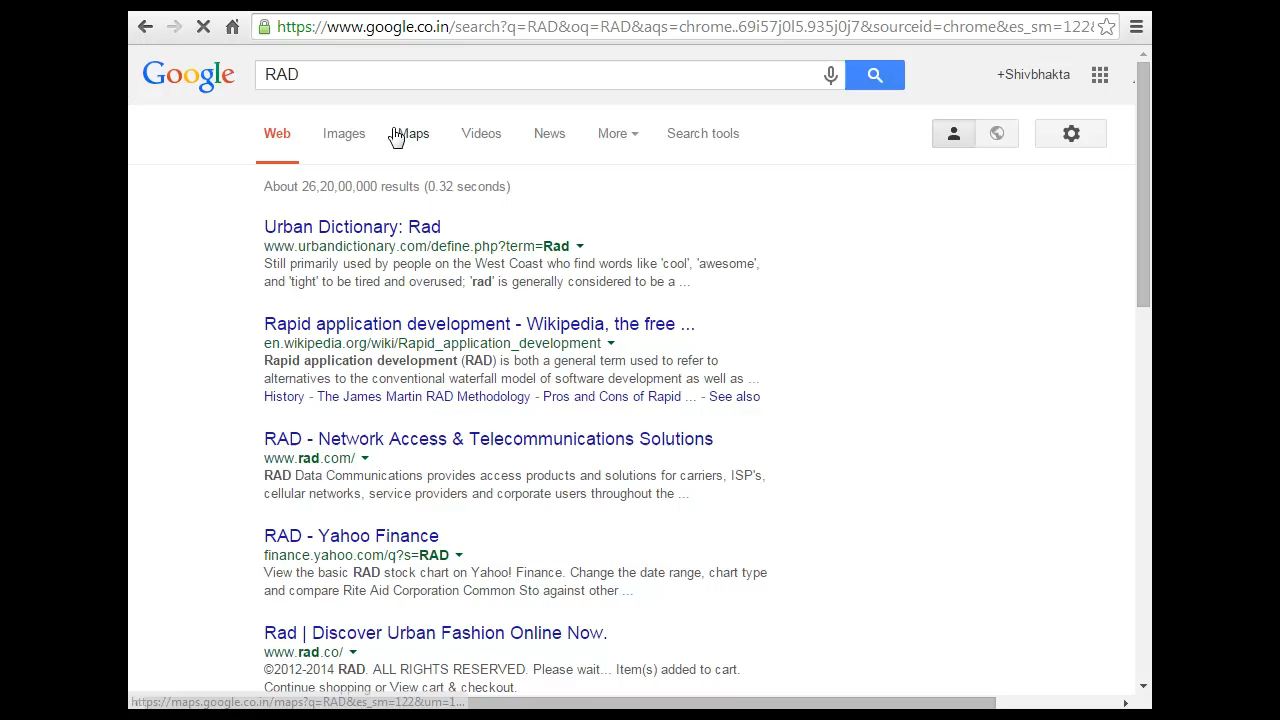 https://www.google.co.in/search?q=RAD&oq=RAD&aqs=chrome..69i57j0l5.935j0j7&sourceid=chrome&es_sm=122&
Google RAD +Shivbhakta
Web Images Maps Videos News More Search tools
About 26,20,00,000 results (0.32 seconds)
Urban Dictionary: Rad
www.urbandictionary.com/define.php?term=Rad
Still primarily used by people on the West Coast who find words like 'cool', 'awesome',
and 'tight' to be tired and overused; 'rad' is generally considered to be a ...
Rapid application development - Wikipedia, the free ...
en.wikipedia.org/wiki/Rapid_application_development
Rapid application development (RAD) is both a general term used to refer to
alternatives to the conventional waterfall model of software development as well as ...
History - The James Martin RAD Methodology - Pros and Cons of Rapid ... - See also
RAD - Network Access & Telecommunications Solutions
www.rad.com/
RAD Data Communications provides access products and solutions for carriers, ISP's,
cellular networks, service providers and corporate users throughout the ...
RAD - Yahoo Finance
finance.yahoo.com/q?s=RAD
View the basic RAD stock chart on Yahoo! Finance. Change the date range, chart type
and compare Rite Aid Corporation Common Sto against other ...
Rad | Discover Urban Fashion Online Now.
www.rad.co/
©2012-2014 RAD. ALL RIGHTS RESERVED. Please wait... Item(s) added to cart.
Continue shopping or View cart & checkout.
https://maps.google.co.in/maps?q=RAD&es_sm=122&um=1...